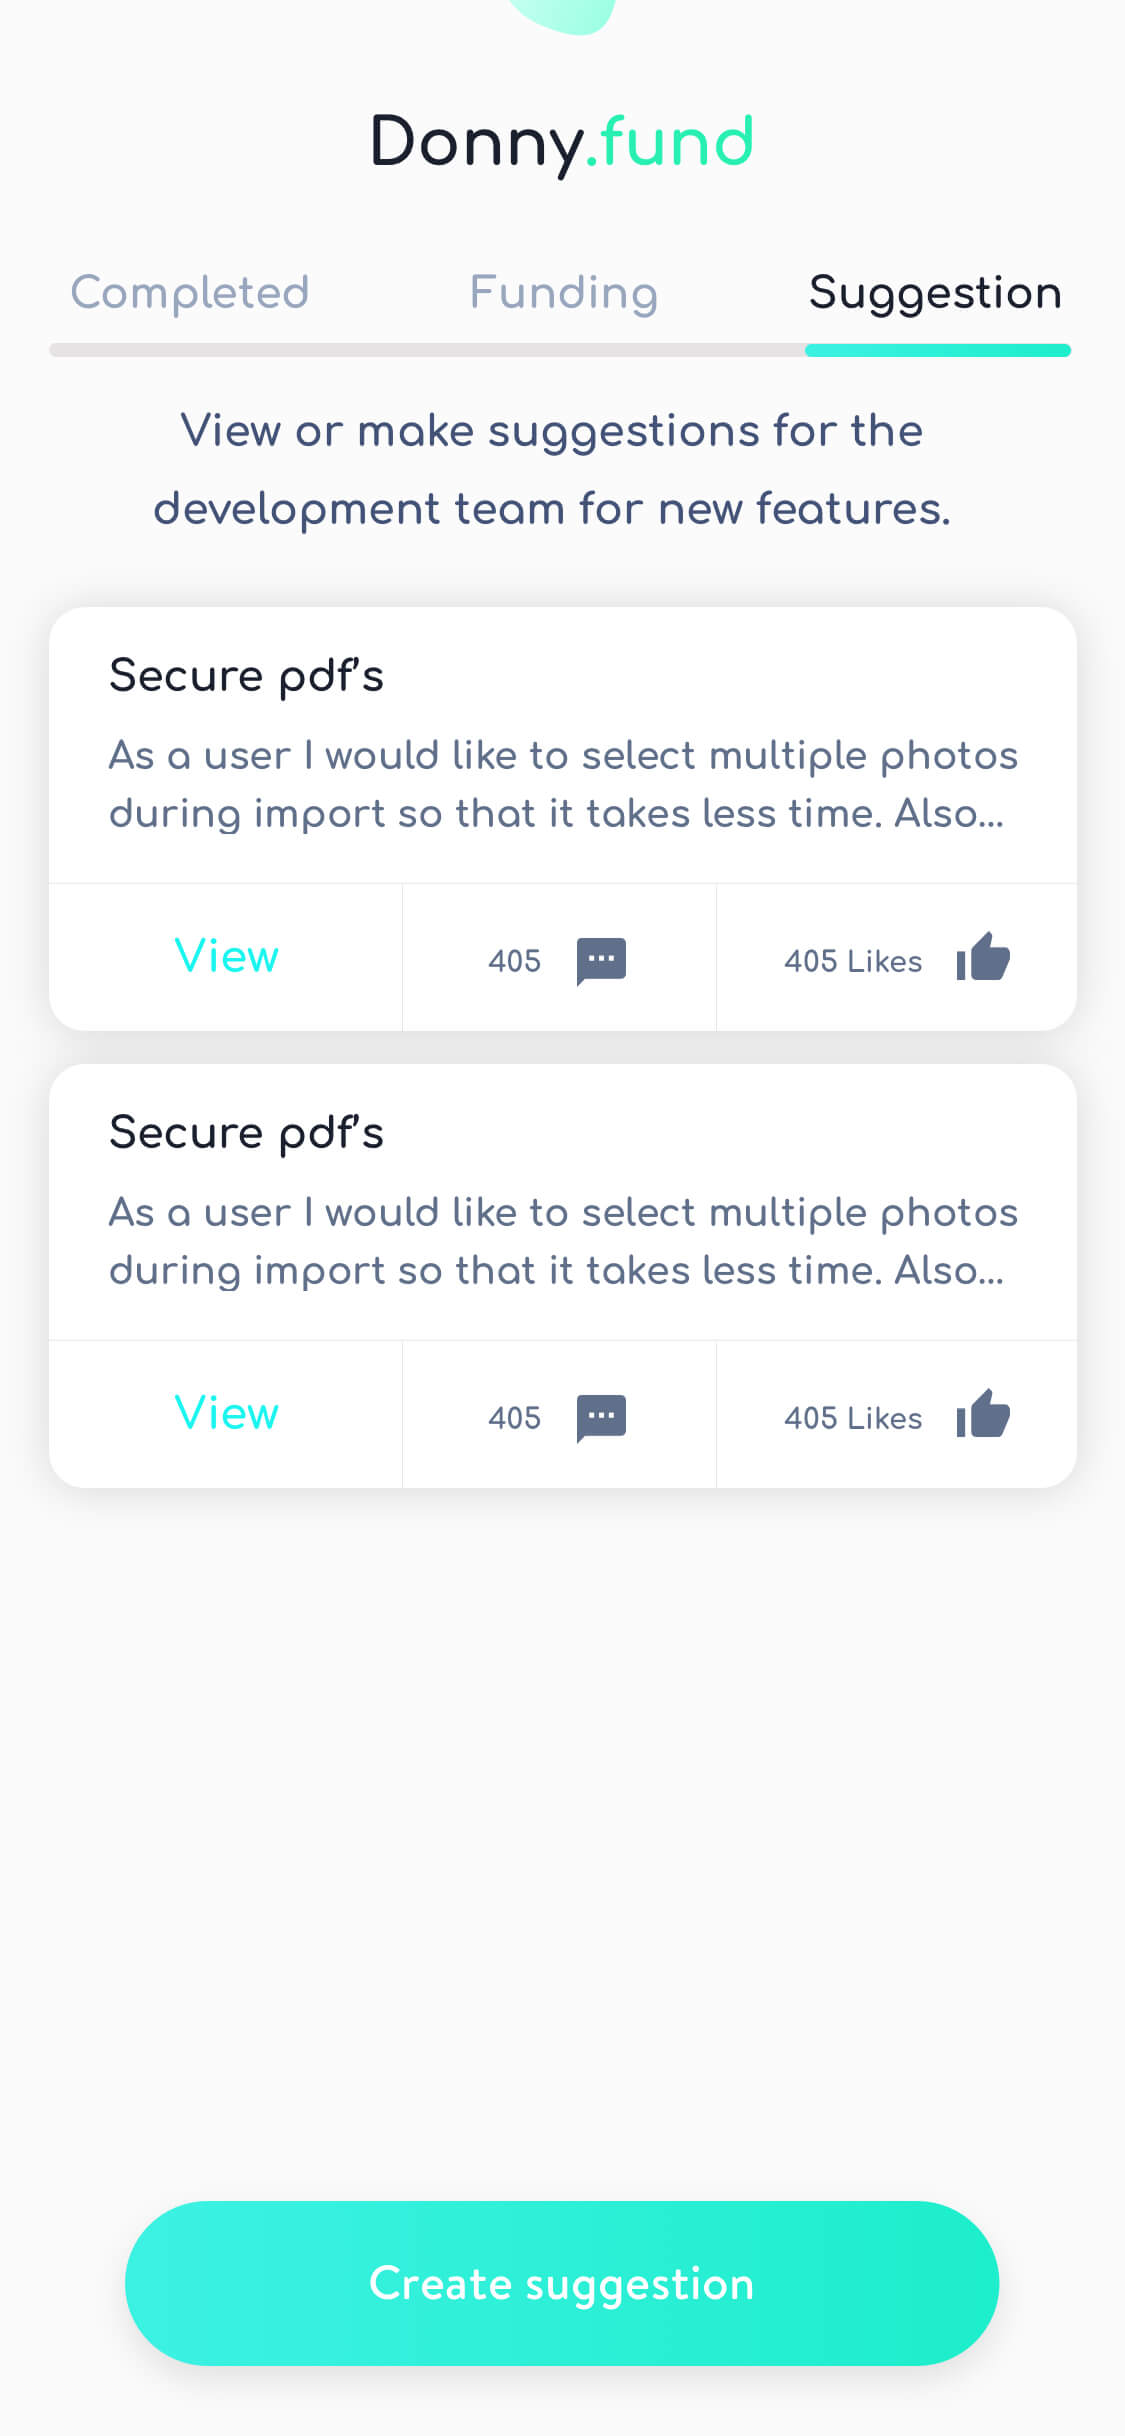 Donny.fund
Completed
Funding
Suggestion
View or make suggestions for the
development team for new features.
Secure pdf's
As a user I would like to select multiple photos
during import so that it takes less time. Also...
View
405
405 Likes
Secure pdf's
As a user I would like to select multiple photos
during import so that it takes less time. Also...
View
405
405 Likes
Create suggestion